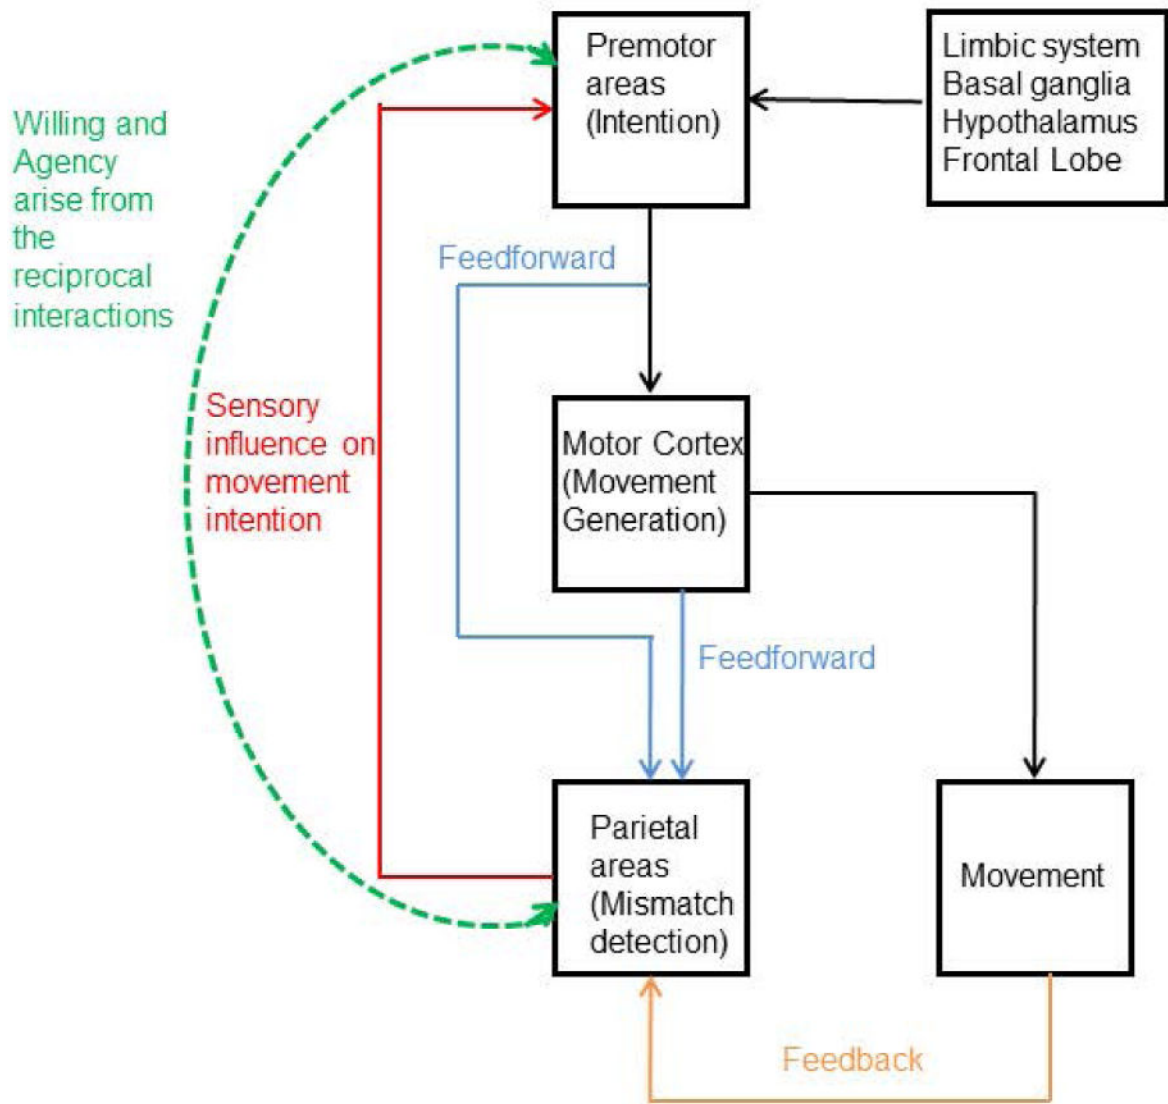 Premotor
areas
(Intention)
Limbic system
Basal ganglia
Hypothalamus
Frontal Lobe
Willing and
Agency
arise from
the
reciprocal
interactions
Feedforward
Sensory
influence on
movement
intention
Motor Cortex
(Movement
Generation)
Feedforward
Parietal
areas
(Mismatch
detection)
Movement
Feedback